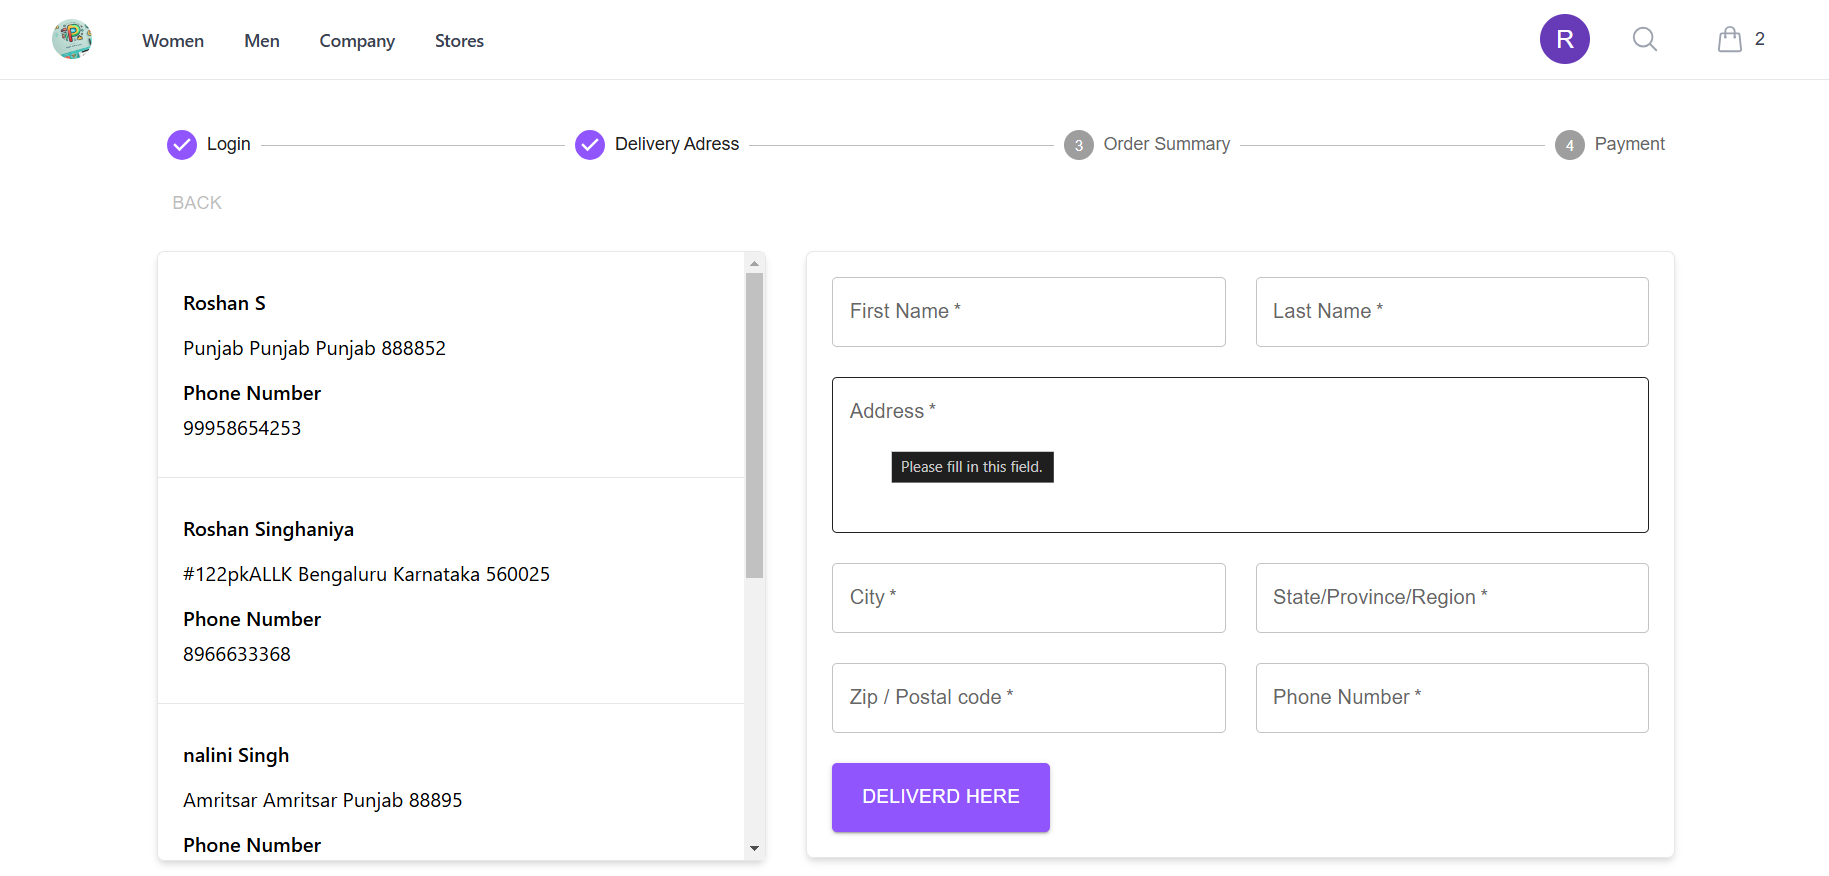 Women Men Company Stores R 2
Login Delivery Adress 3 Order Summary 4 Payment
BACK
Roshan S
Punjab Punjab Punjab 888852
Phone Number
99958654253
Roshan Singhaniya
#122pkALLK Bengaluru Karnataka 560025
Phone Number
8966633368
nalini Singh
Amritsar Amritsar Punjab 88895
Phone Number
First Name * Last Name *
Address *
Please fill in this field.
City * State/Province/Region *
Zip / Postal code * Phone Number *
DELIVERD HERE